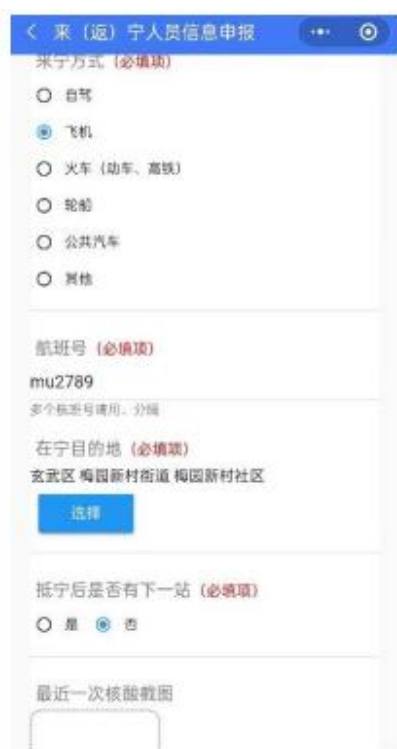 来（返）宁人员信息申报
来宁方式（必填项）
自驾
飞机
火车（动车、高铁）
轮船
公共汽车
其他
航班号（必填项）
mu2789
多个航班号请用、分隔
在宁目的地（必填项）
玄武区 梅园新村街道 梅园新村社区
选择
抵宁后是否有下一站（必填项）
是 否
最近一次核酸截图